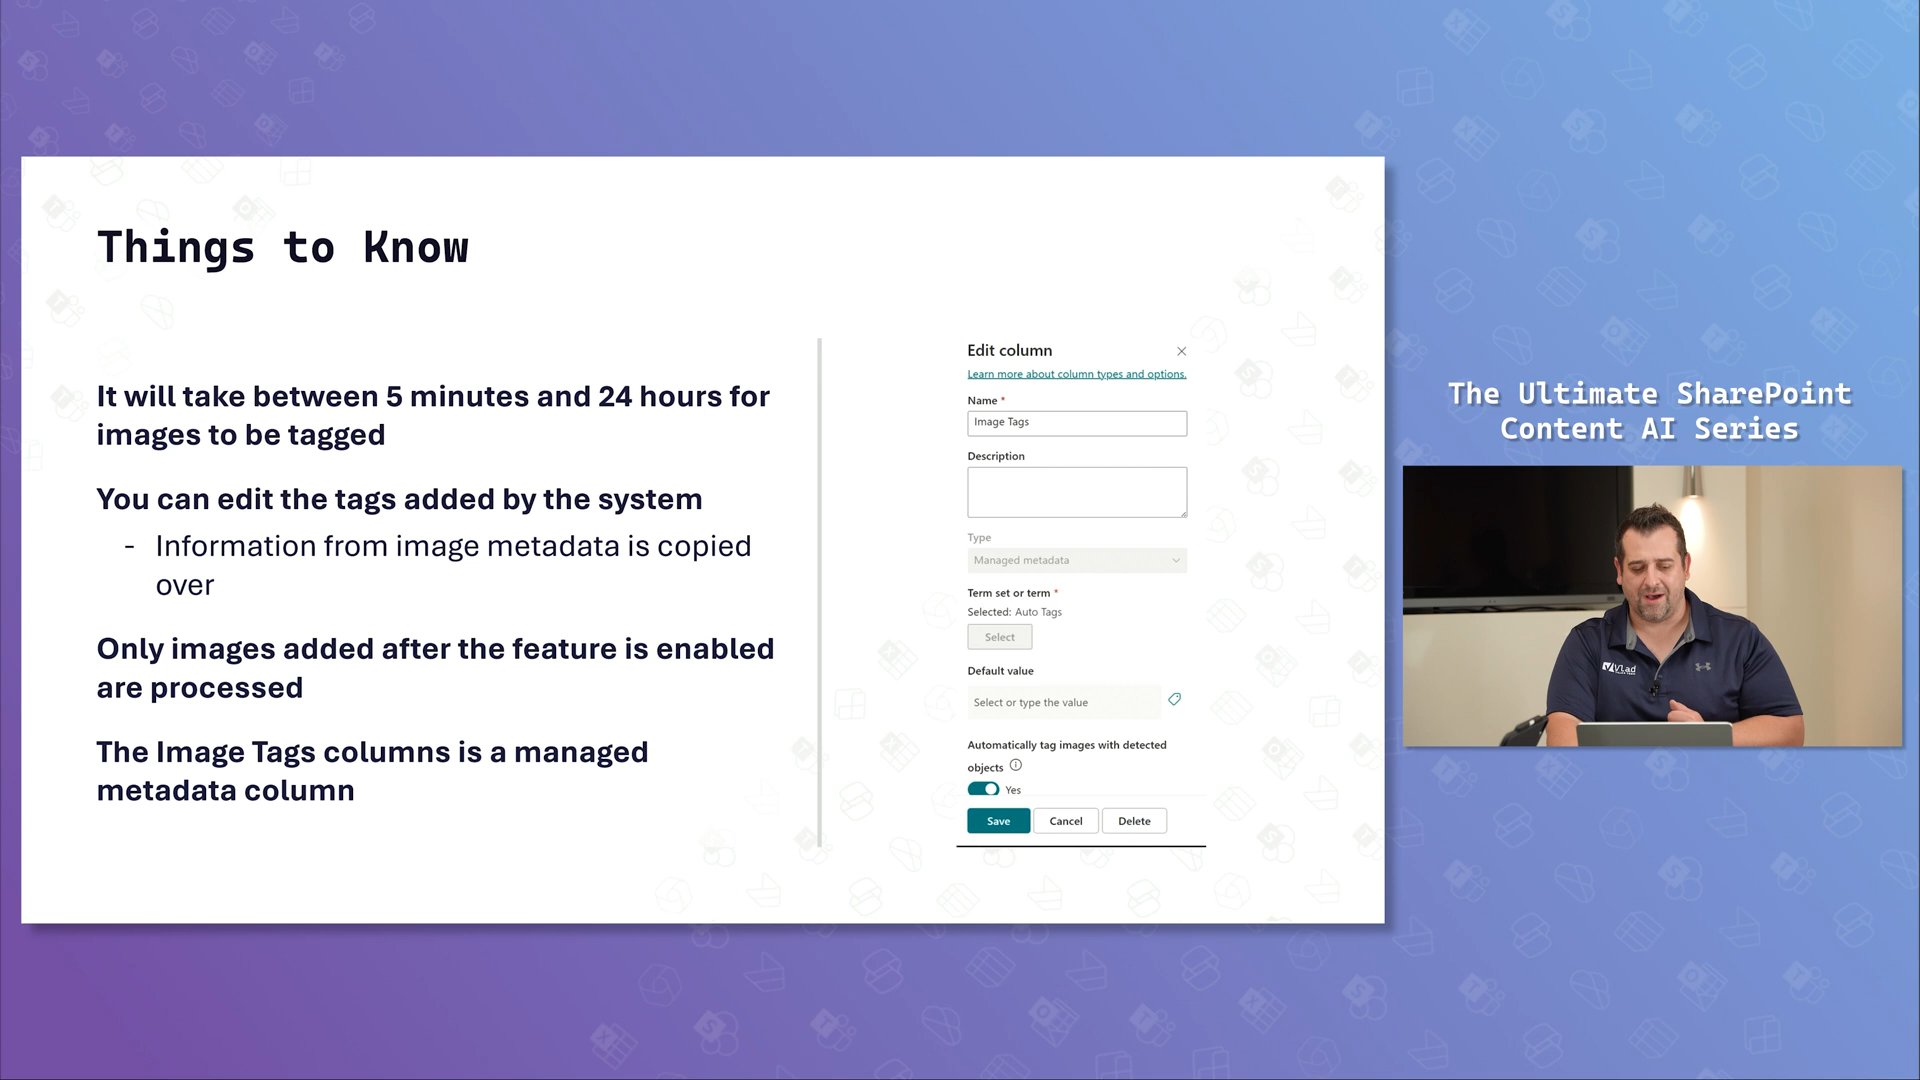 Things to Know
It will take between 5 minutes and 24 hours for
images to be tagged
You can edit the tags added by the system
- Information from image metadata is copied
over
Only images added after the feature is enabled
are processed
The Image Tags columns is a managed
metadata column
Edit column
Learn more about column types and options.
Name *
Image Tags
Description
Type
Managed metadata
Term set or term *
Selected: Auto Tags
Select
Default value
Select or type the value
Automatically tag images with detected
objects
Yes
Save Cancel Delete
The Ultimate SharePoint
Content AI Series
Vlad